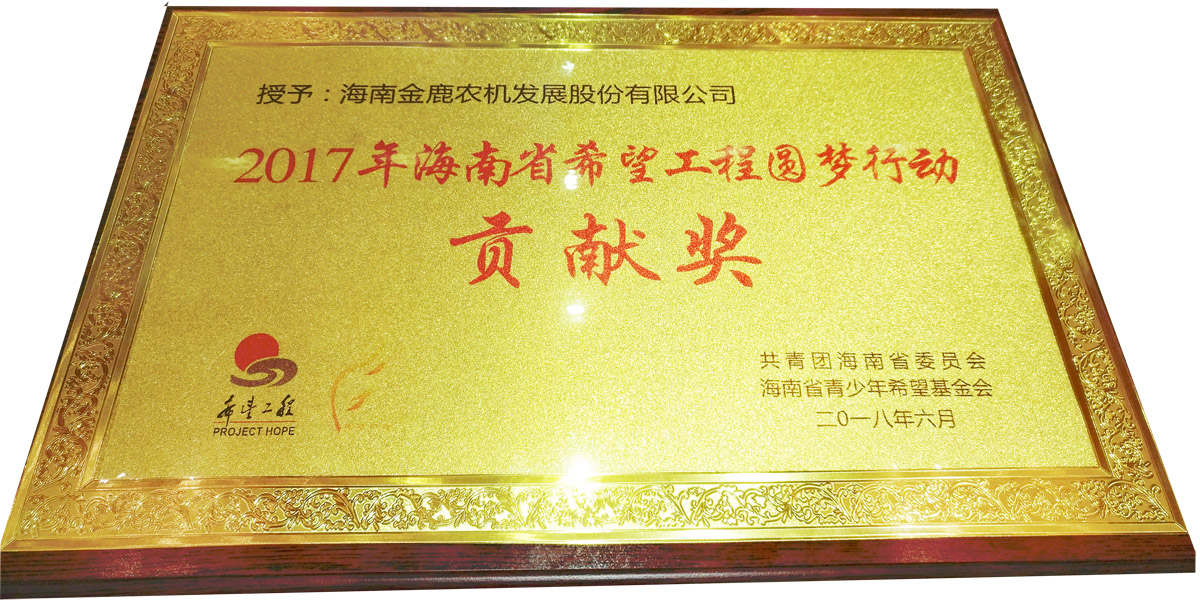 授予：海南金鹿农机发展股份有限公司
2017年海南省希望工程圆梦行动
贡献奖
希望工程
PROJECT HOPE
共青团海南省委员会
海南省青少年希望基金会
二0一八年六月